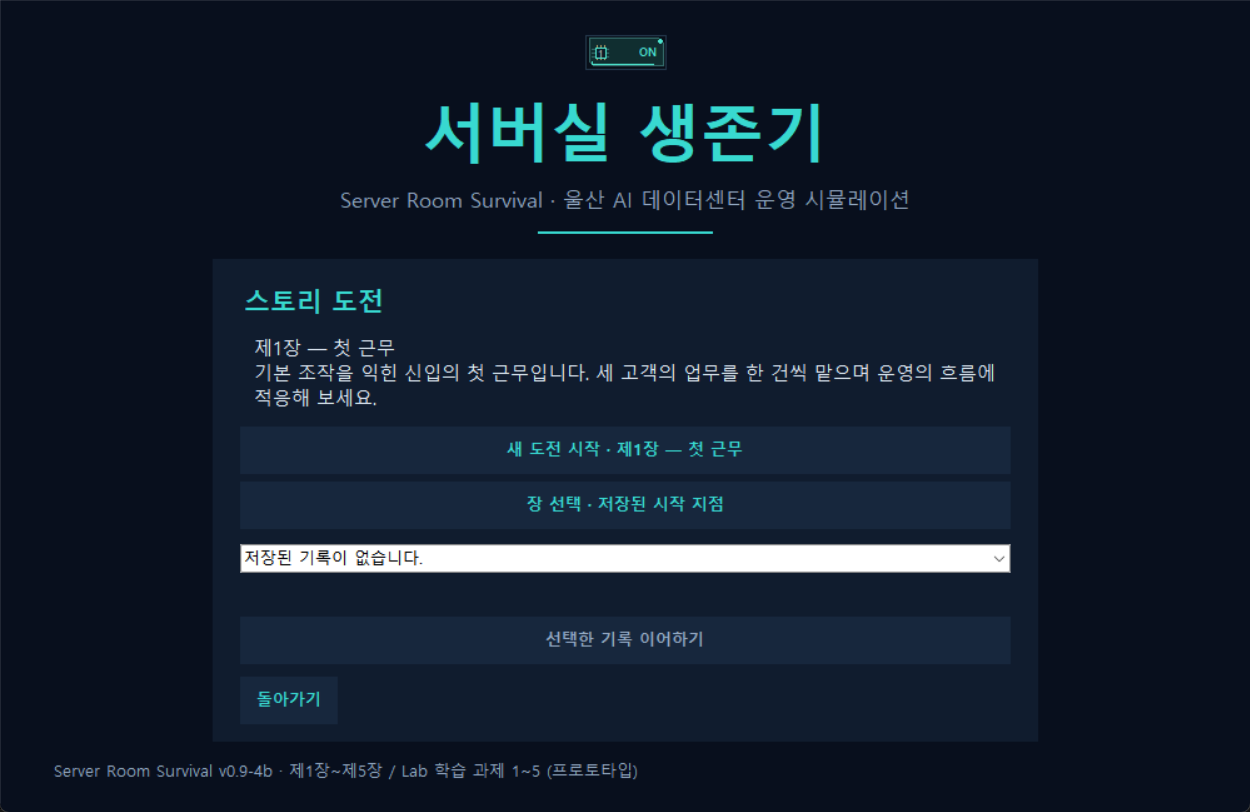 1 ON
서버실 생존기
Server Room Survival · 울산 AI 데이터센터 운영 시뮬레이션
스토리 도전
제1장 — 첫 근무
기본 조작을 익힌 신입의 첫 근무입니다. 세 고객의 업무를 한 건씩 맡으며 운영의 흐름에
적응해 보세요.
새 도전 시작 · 제1장 — 첫 근무
장 선택 · 저장된 시작 지점
저장된 기록이 없습니다.
선택한 기록 이어하기
돌아가기
Server Room Survival v0.9-4b · 제1장~제5장 / Lab 학습 과제 1~5 (프로토타입)